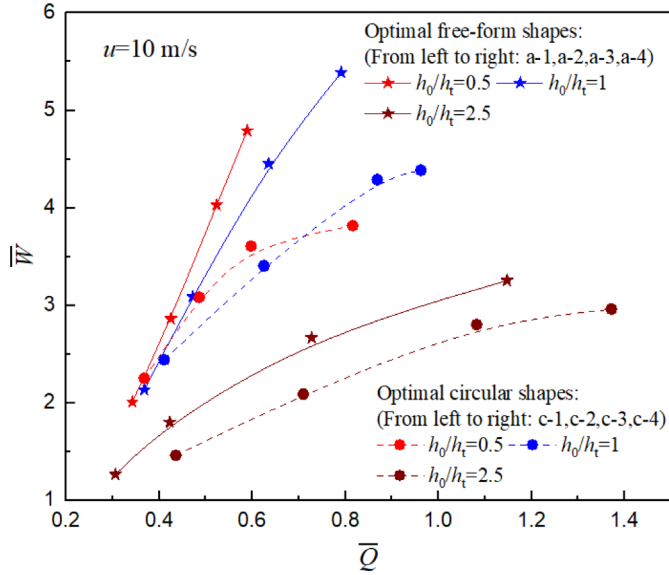 u=10 m/s
Optimal free-form shapes:
(From left to right: a-1,a-2,a-3,a-4)
h₀/hₜ=0.5 h₀/hₜ=1
h₀/hₜ=2.5
6
5
4
3
2
1
W̿
Optimal circular shapes:
(From left to right: c-1,c-2,c-3,c-4)
h₀/hₜ=0.5 h₀/hₜ=1
h₀/hₜ=2.5
0.2 0.4 0.6 0.8 1.0 1.2 1.4
Q̅